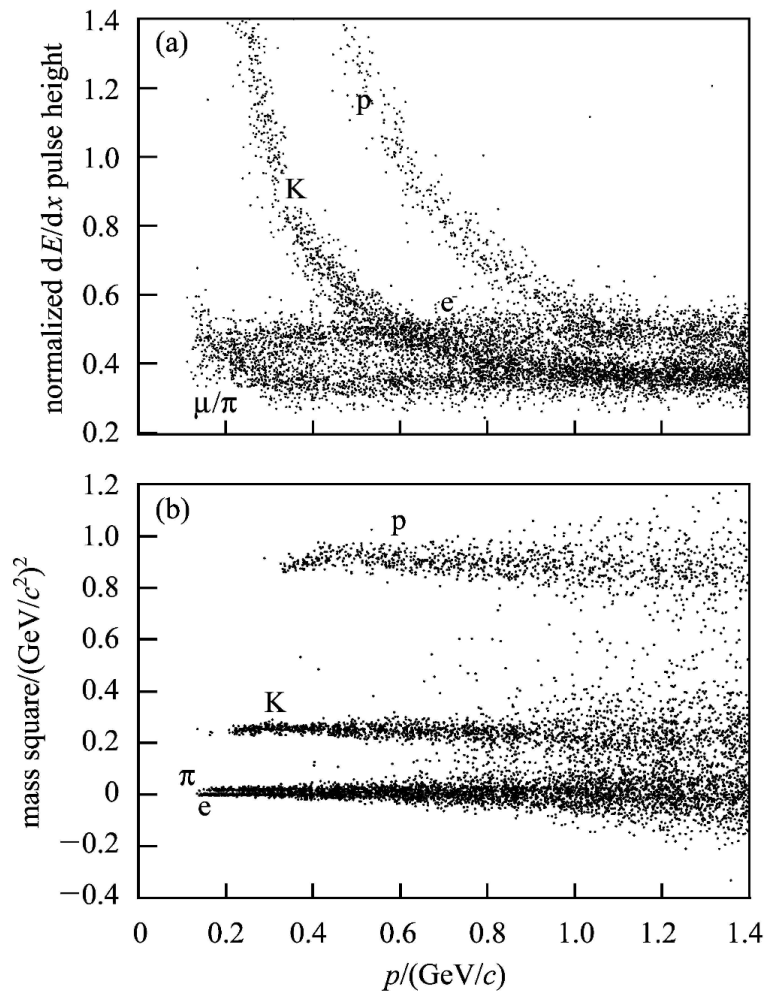 (a)
normalized dE/dx pulse height
1.4
1.2
1.0
0.8
0.6
0.4
0.2
p
K
e
μ/π
(b)
mass square/(GeV/c²)²
1.2
1.0
0.8
0.6
0.4
0.2
0
−0.2
−0.4
p
K
π
e
0 0.2 0.4 0.6 0.8 1.0 1.2 1.4
p/(GeV/c)